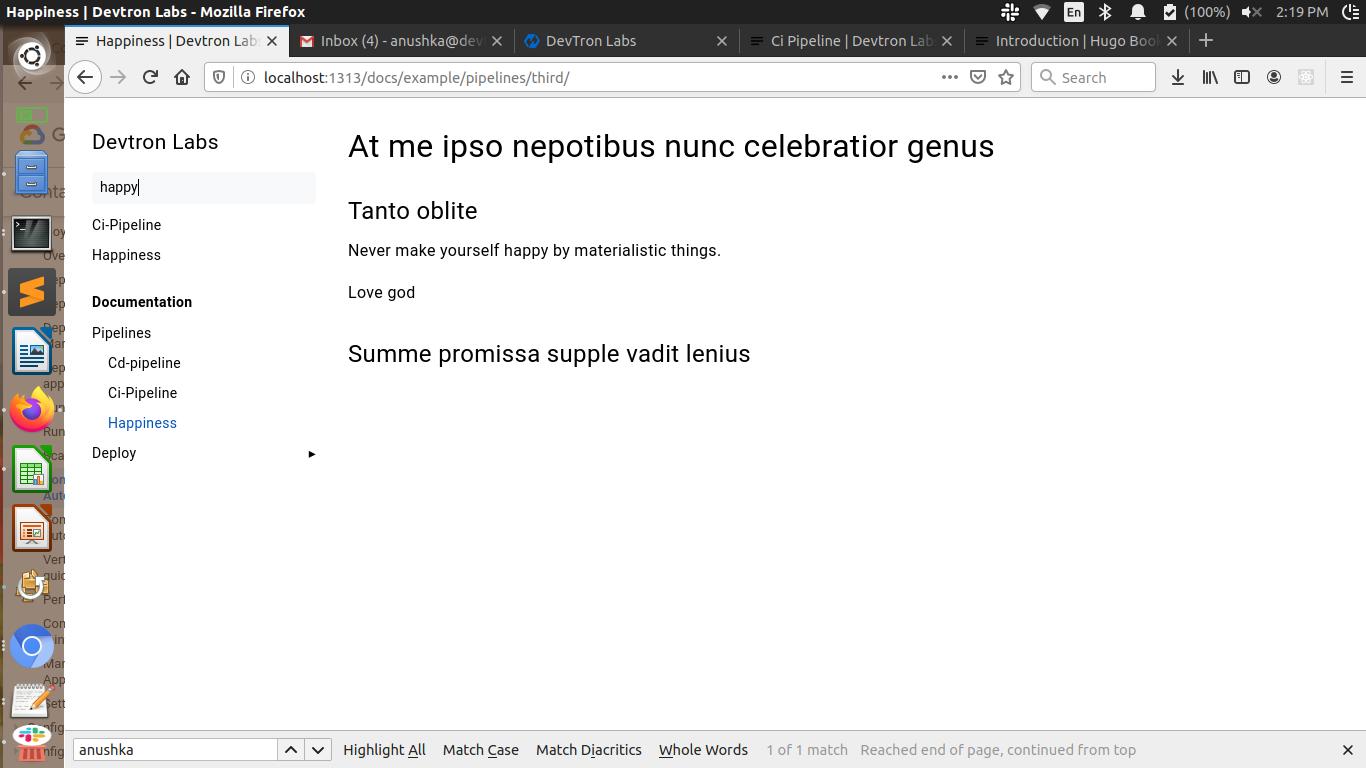 Happiness | Devtron Labs - Mozilla Firefox
En
(100%)
2:19 PM
Happiness | Devtron Lab
Inbox (4) - anushka@dev
DevTron Labs
Ci Pipeline | Devtron Lab
Introduction | Hugo Book
localhost:1313/docs/example/pipelines/third/
Search
Devtron Labs
happy
Ci-Pipeline
Happiness
Documentation
Pipelines
Cd-pipeline
Ci-Pipeline
Happiness
Deploy
At me ipso nepotibus nunc celebratior genus
Tanto oblite
Never make yourself happy by materialistic things.
Love god
Summe promissa supple vadit lenius
anushka
Highlight All
Match Case
Match Diacritics
Whole Words
1 of 1 match
Reached end of page, continued from top